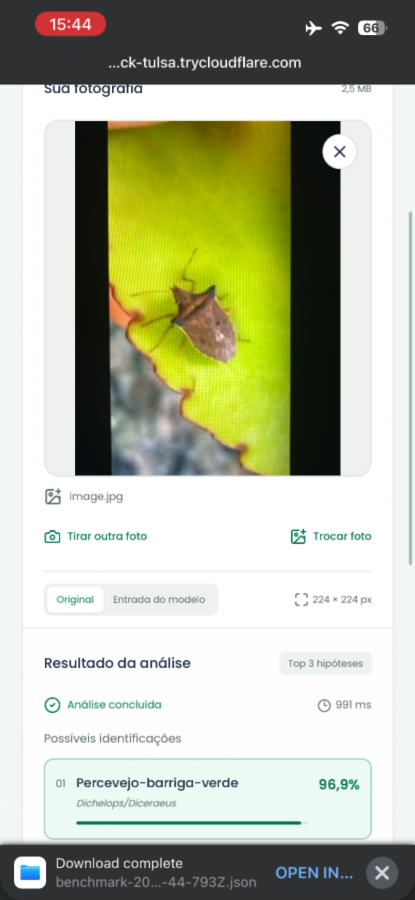 15:44
66
...ck-tulsa.trycloudflare.com
Sua fotografia
2,5 MB
image.jpg
Tirar outra foto
Trocar foto
Original
Entrada do modelo
224 × 224 px
Resultado da análise
Top 3 hipóteses
Análise concluída
991 ms
Possíveis identificações
01
Percevejo-barriga-verde
96,9%
Dichelops/Diceraeus
Download complete
OPEN IN...
benchmark-20...-44-793Z.json